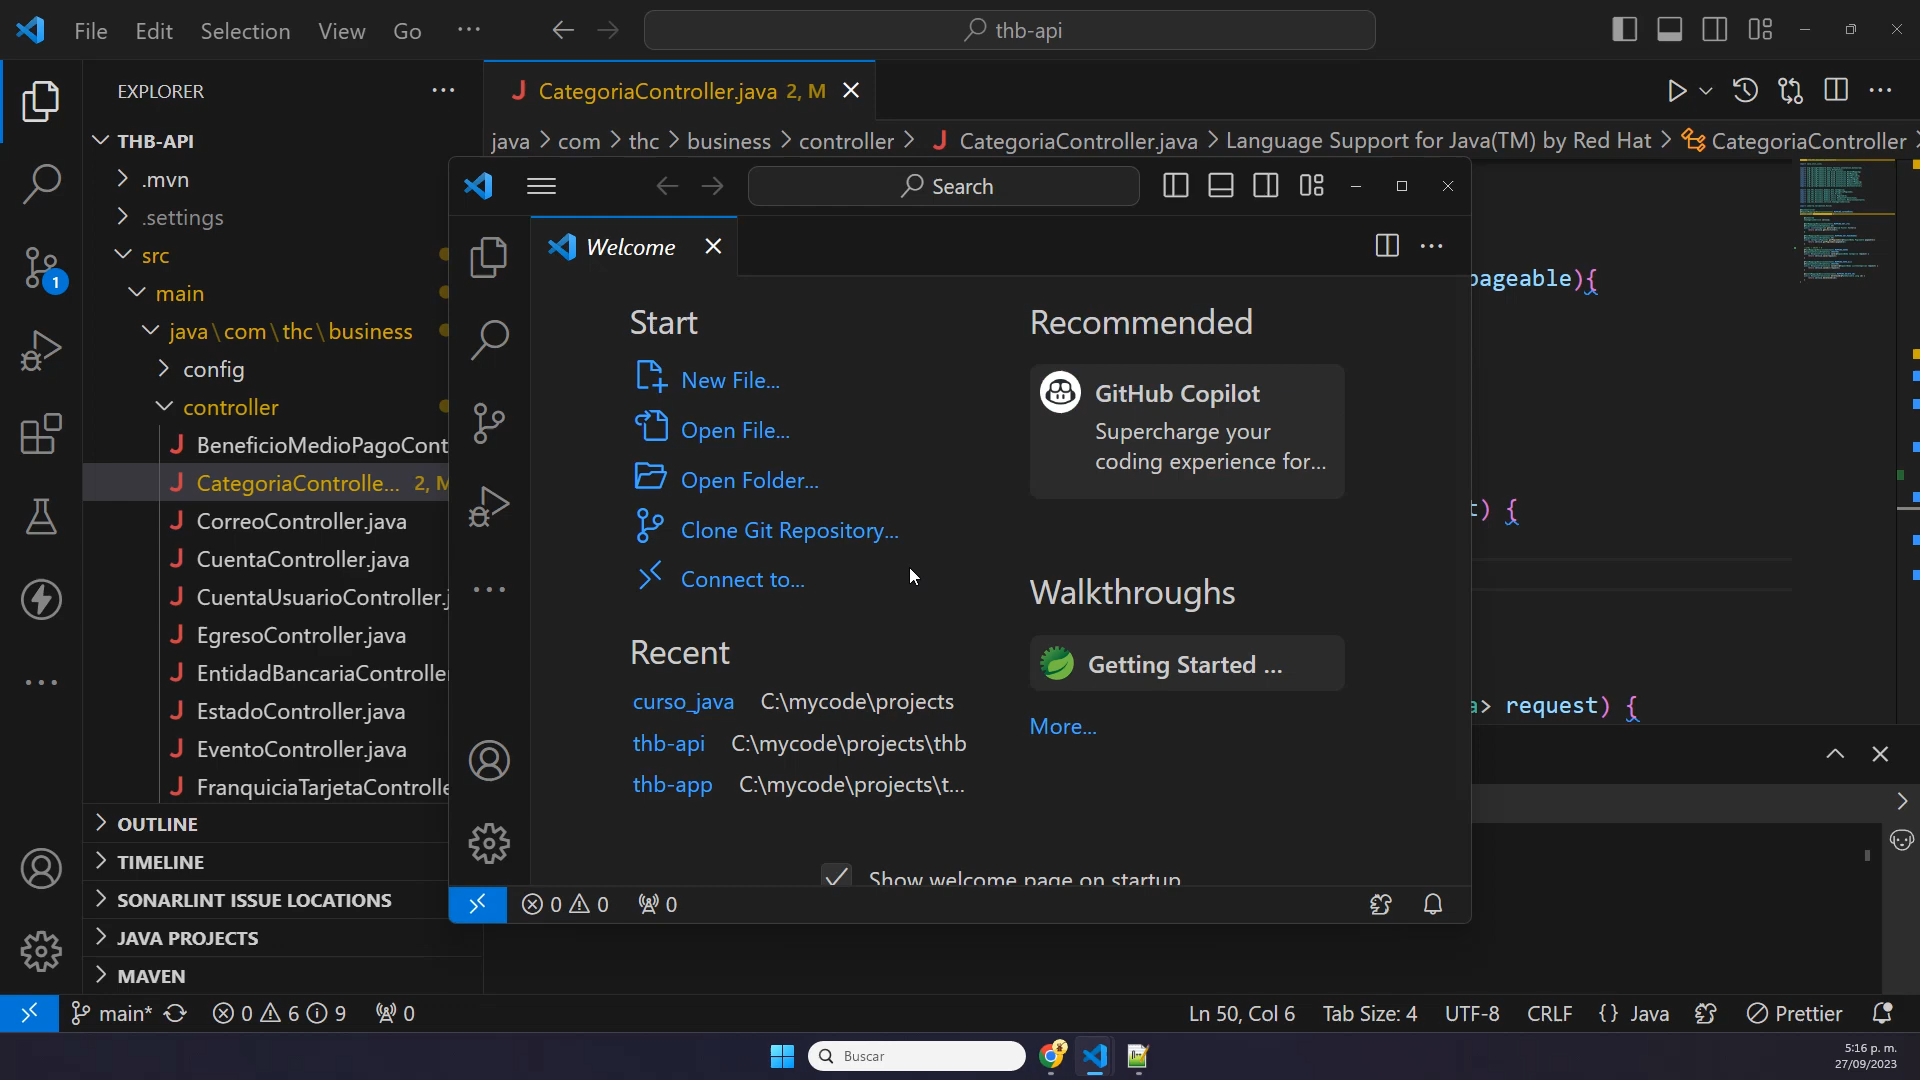 File Edit Selection View Go ···
thb-api
EXPLORER
THB-API
.mvn
.settings
src
main
java\com\thc\business
config
controller
BeneficioMedioPagoCont
CategoriaControlle... 2, M
CorreoController.java
CuentaController.java
CuentaUsuarioController.j
EgresoController.java
EntidadBancariaController
EstadoController.java
EventoController.java
FranquiciaTarjetaControlle
OUTLINE
TIMELINE
SONARLINT ISSUE LOCATIONS
JAVA PROJECTS
MAVEN
1
CategoriaController.java 2, M
java > com > thc > business > controller > CategoriaController.java > Language Support for Java(TM) by Red Hat > CategoriaController >
pageable){
t) {
a> request) {
Search
Welcome
Start
New File...
Open File...
Open Folder...
Clone Git Repository...
Connect to...
Recent
curso_java C:\mycode\projects
thb-api C:\mycode\projects\thb
thb-app C:\mycode\projects\t...
Recommended
GitHub Copilot
Supercharge your
coding experience for...
Walkthroughs
Getting Started ...
More...
Show welcome page on startup
0 0 0
main* 0 6 9 0
Ln 50, Col 6 Tab Size: 4 UTF-8 CRLF {} Java Prettier
Buscar
5:16 p. m.
27/09/2023